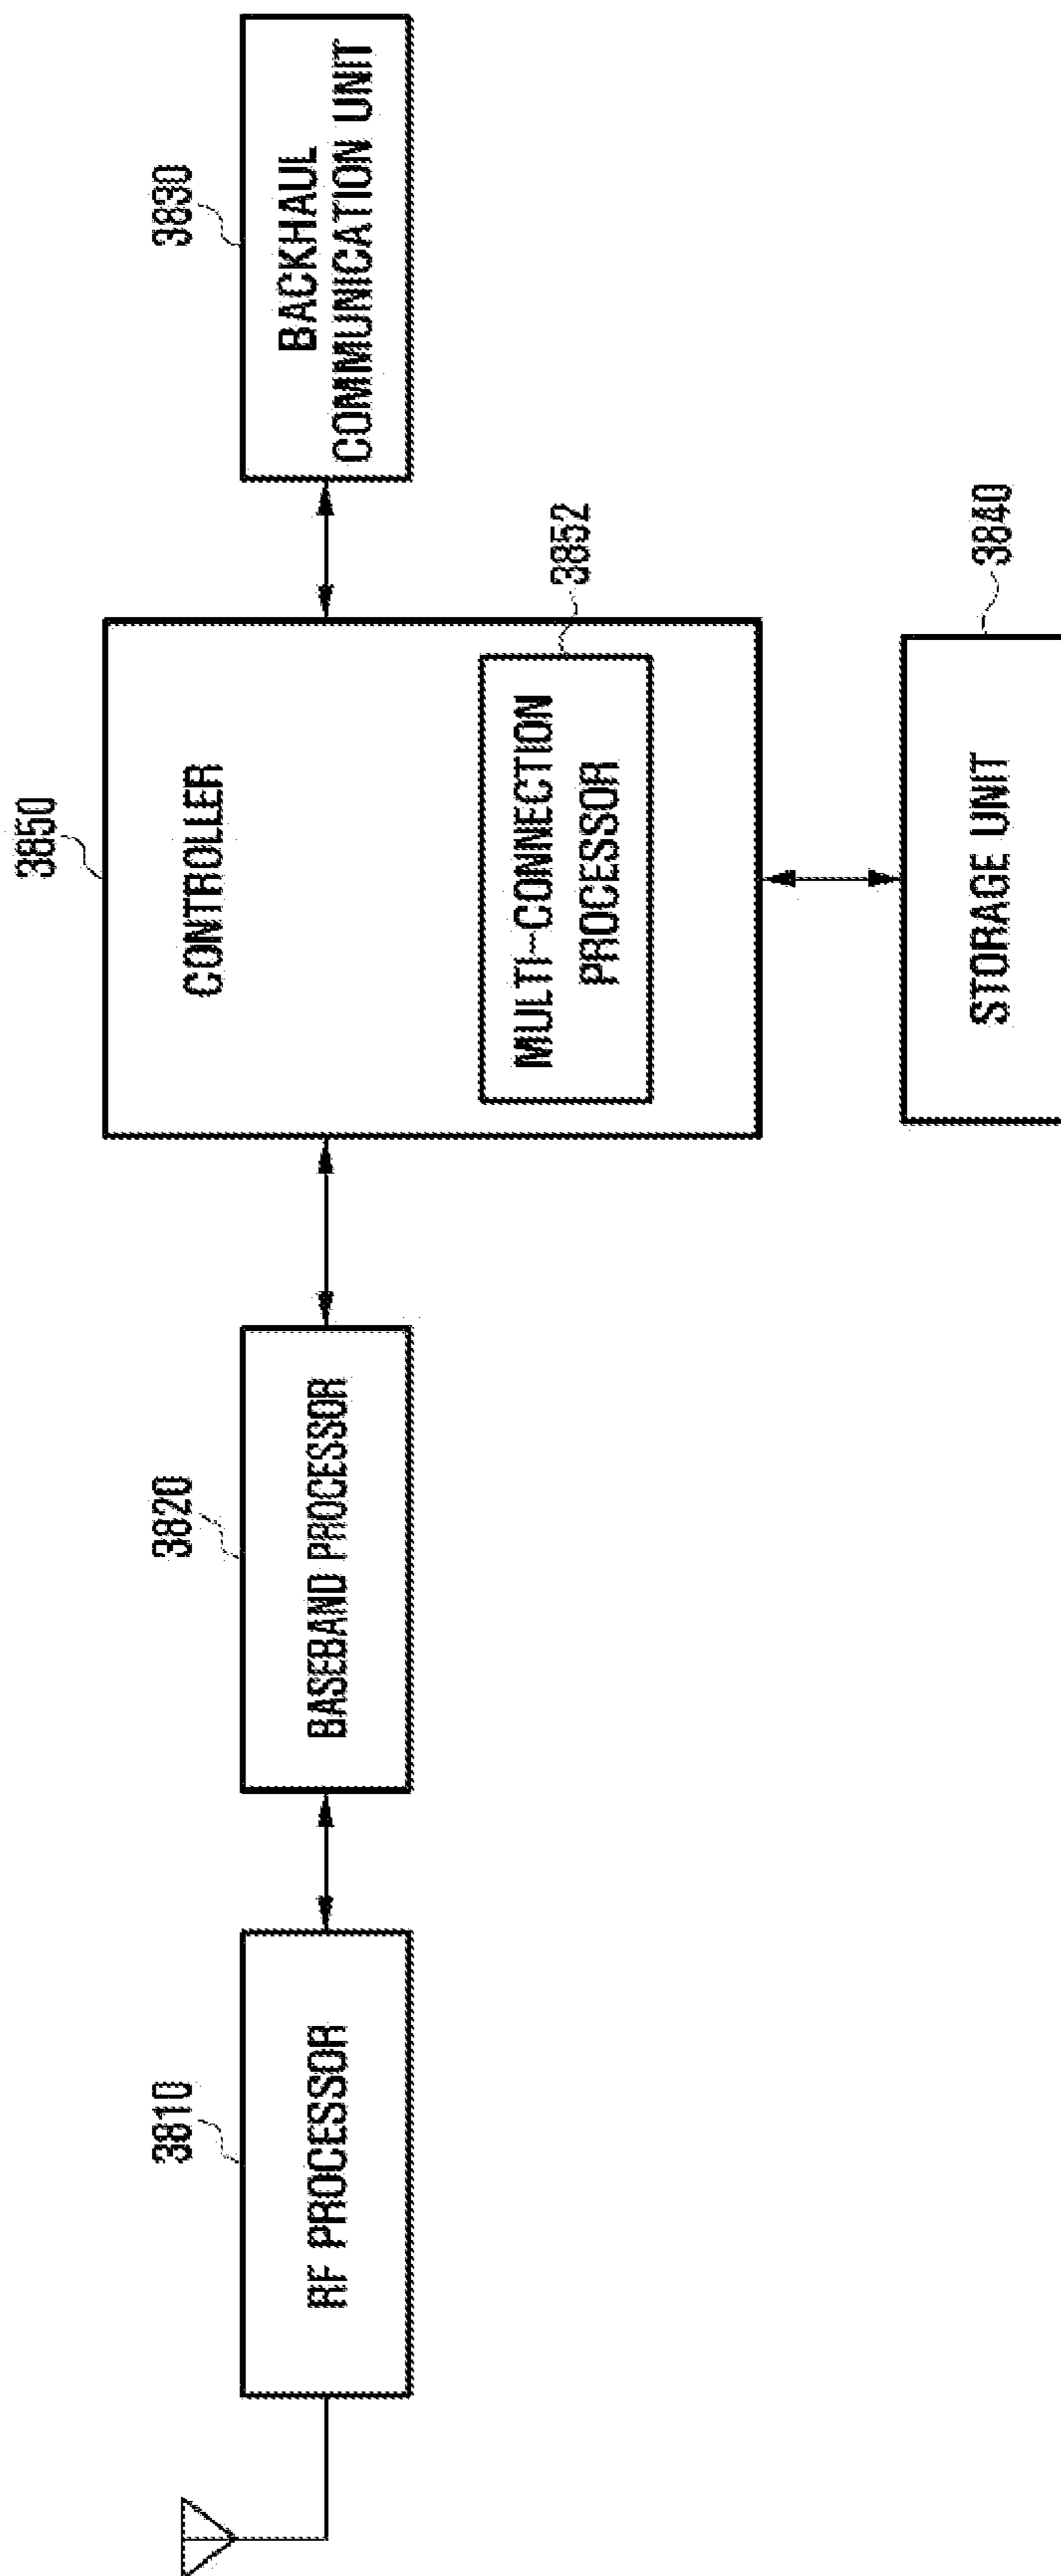 3810
RF PROCESSOR
3820
BASEBAND PROCESSOR
3850
CONTROLLER
3852
MULTI-CONNECTION
PROCESSOR
3830
BACKHAUL
COMMUNICATION UNIT
3840
STORAGE UNIT